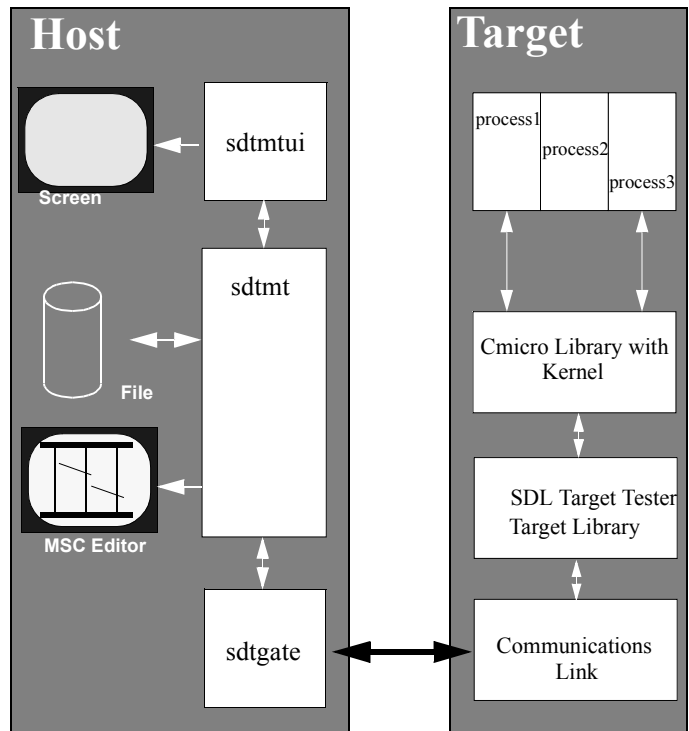 Host
sdtmtui
Screen
sdtmt
File
MSC Editor
sdtgate
Target
process1
process2
process3
Cmicro Library with
Kernel
SDL Target Tester
Target Library
Communications
Link